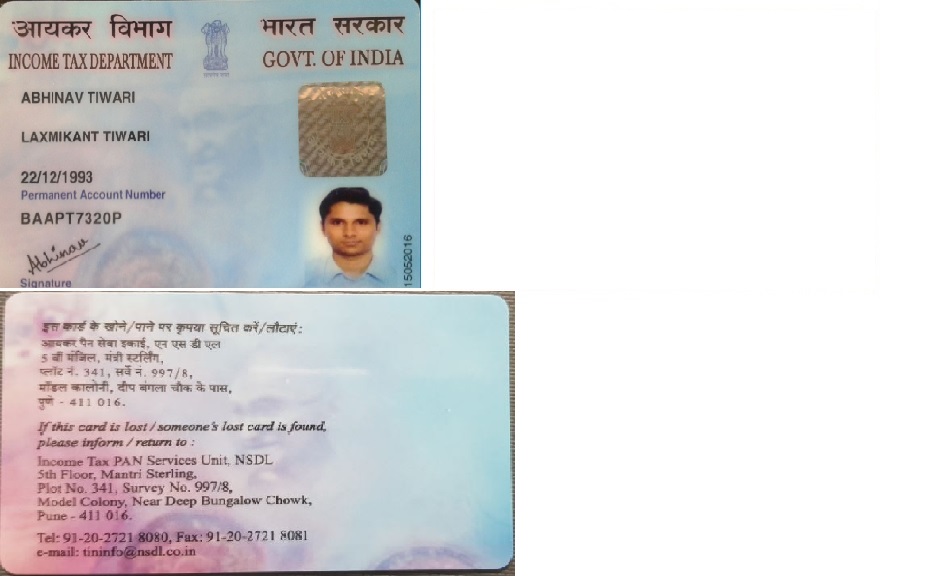 आयकर विभाग
INCOME TAX DEPARTMENT
भारत सरकार
GOVT. OF INDIA
ABHINAV TIWARI
LAXMIKANT TIWARI
22/12/1993
Permanent Account Number
BAAPT7320P
Abhinav
Signature
15052016
इस कार्ड के खोने/पाने पर कृपया सूचित करें/लौटाएं:
आयकर पैन सेवा इकाई, एन एस डी एल
5 वीं मंजिल, मंत्री स्टर्लिंग,
प्लॉट नं. 341, सर्वे नं. 997/8,
मॉडल कालोनी, दीप बंगला चौक के पास,
पुणे - 411 016.
If this card is lost / someone's lost card is found,
please inform / return to :
Income Tax PAN Services Unit, NSDL
5th Floor, Mantri Sterling,
Plot No. 341, Survey No. 997/8,
Model Colony, Near Deep Bungalow Chowk,
Pune - 411 016.
Tel: 91-20-2721 8080, Fax: 91-20-2721 8081
e-mail: tininfo@nsdl.co.in